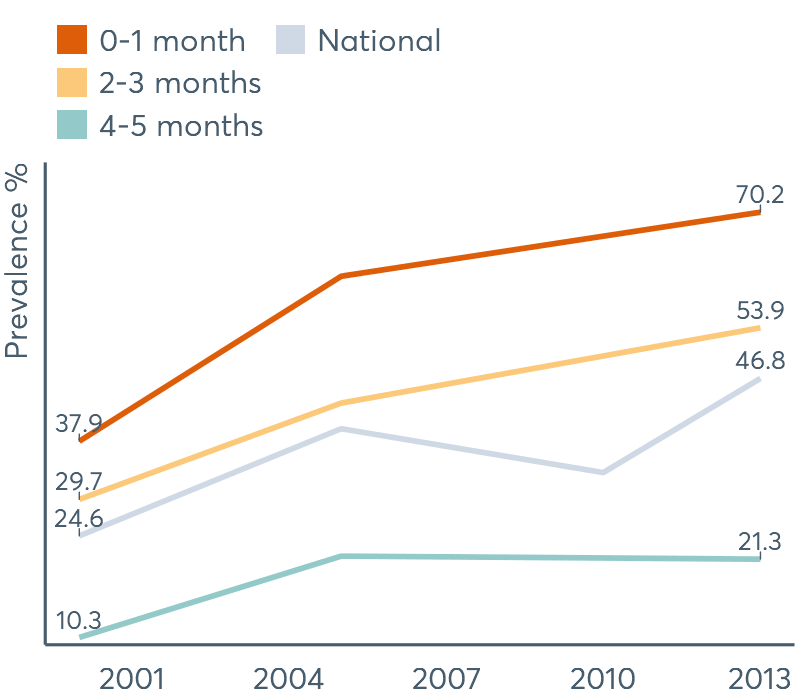 0-1 month National
2-3 months
4-5 months
Prevalence %
70.2
53.9
46.8
37.9
29.7
24.6
21.3
10.3
2001 2004 2007 2010 2013